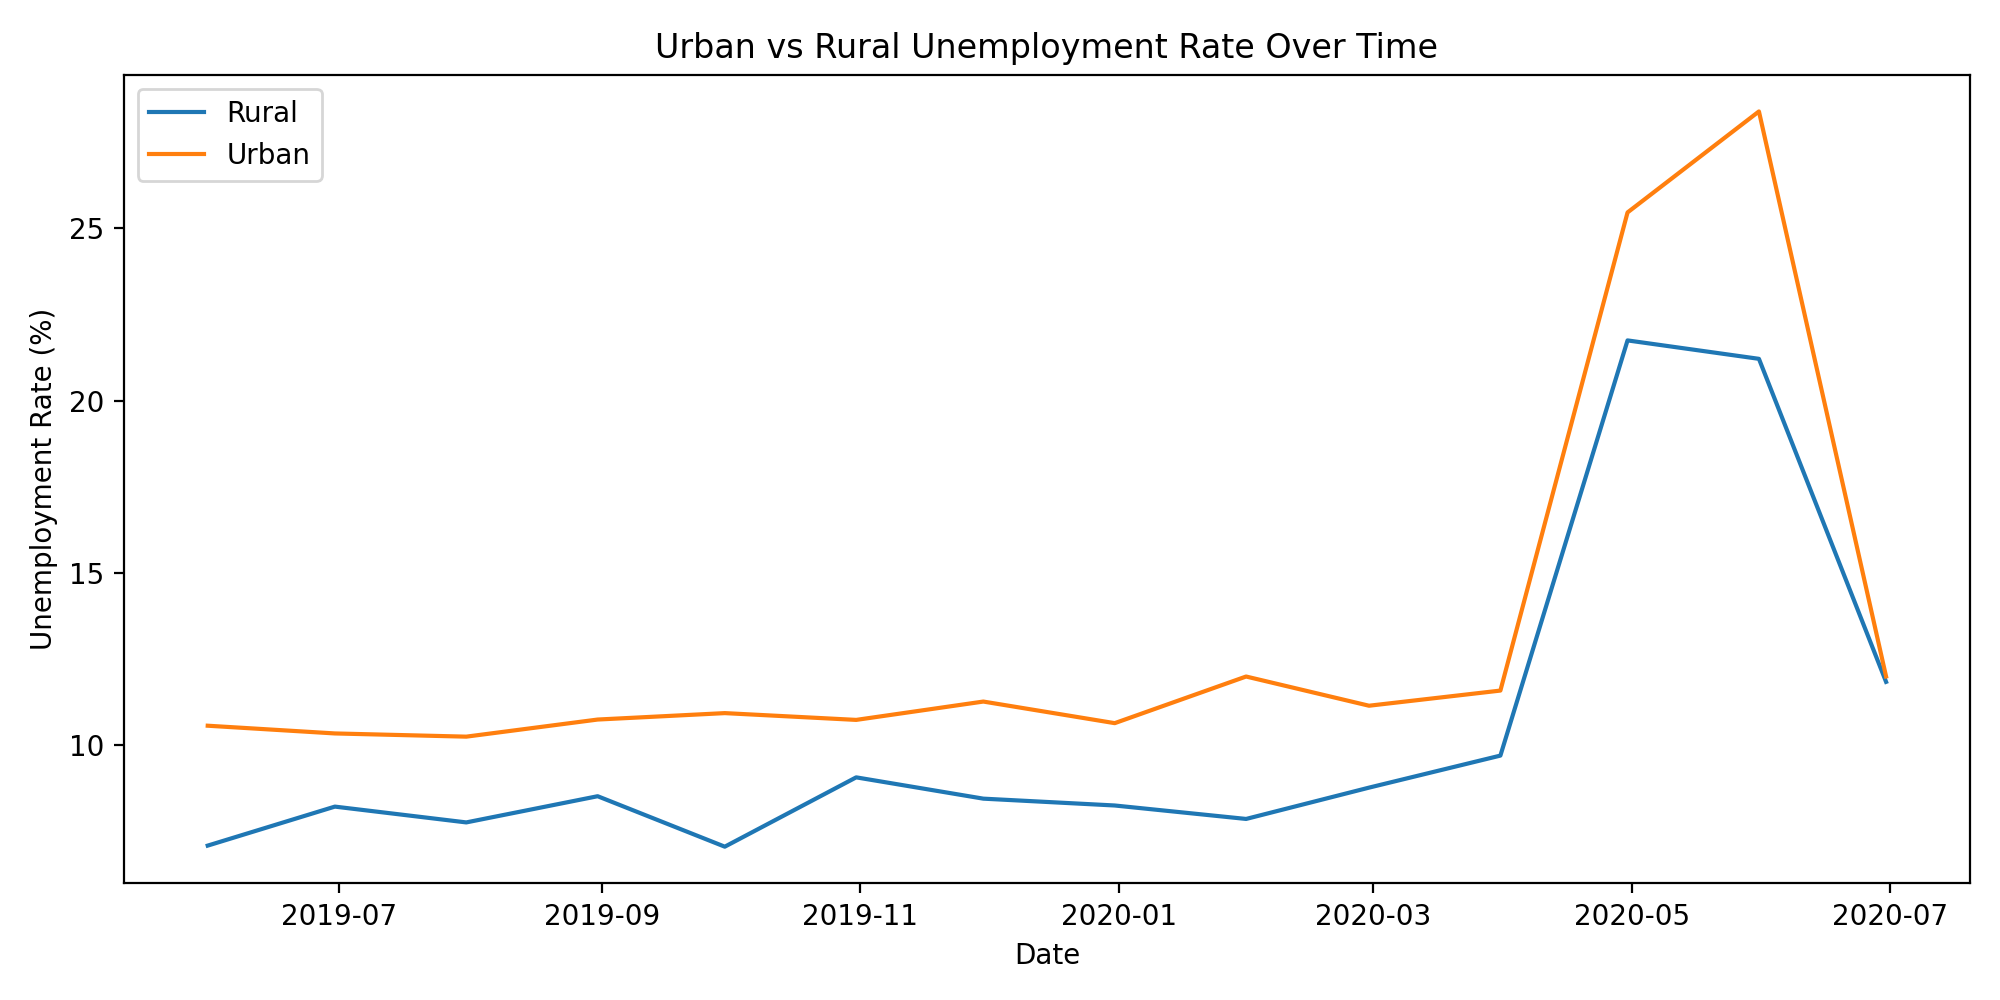 Urban vs Rural Unemployment Rate Over Time
Rural
Urban
Unemployment Rate (%)
25
20
15
10
2019-07
2019-09
2019-11
2020-01
2020-03
2020-05
2020-07
Date